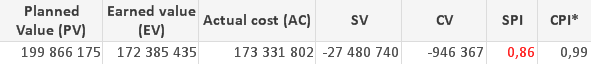 Planned Value (PV) Earned value (EV) Actual cost (AC) SV CV SPI CPI*
199 866 175 172 385 435 173 331 802 -27 480 740 -946 367 0,86 0,99